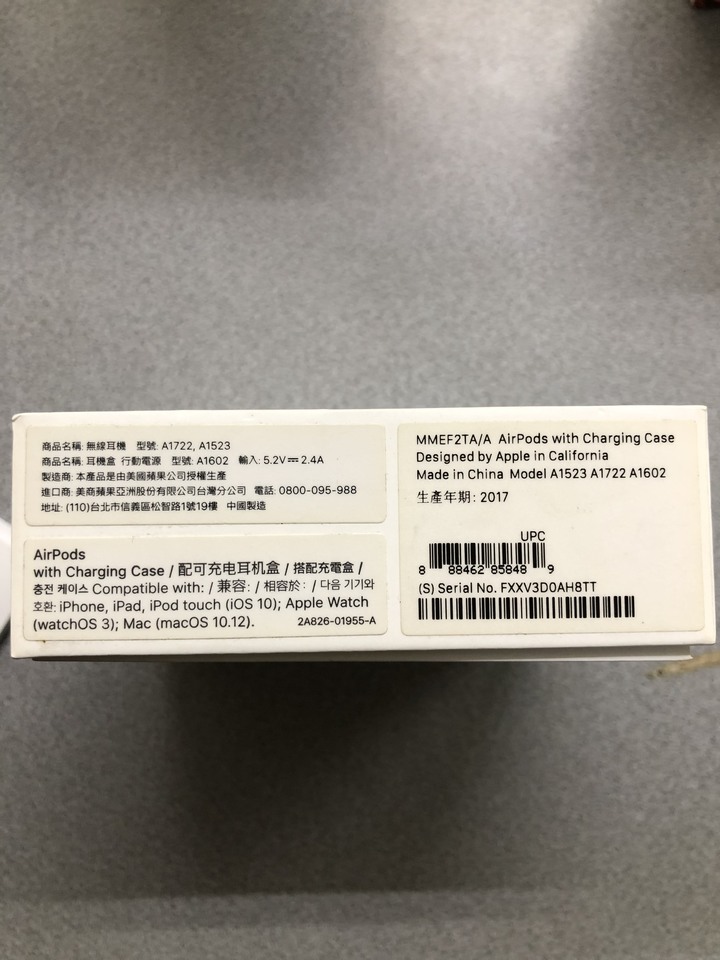 商品名稱: 無線耳機 型號: A1722, A1523
商品名稱: 耳機盒 行動電源 型號: A1602 輸入: 5.2V⎓2.4A
製造商: 本產品是由美國蘋果公司授權生產
進口商: 美商蘋果亞洲股份有限公司台灣分公司 電話: 0800-095-988
地址: (110)台北市信義區松智路1號19樓 中國製造
AirPods
with Charging Case / 配可充电耳机盒 / 搭配充電盒 /
충전 케이스 Compatible with: / 兼容: / 相容於: / 다음 기기와
호환: iPhone, iPad, iPod touch (iOS 10); Apple Watch
(watchOS 3); Mac (macOS 10.12). 2A826-01955-A
MMEF2TA/A AirPods with Charging Case
Designed by Apple in California
Made in China Model A1523 A1722 A1602
生產年期: 2017
UPC
8 88462 85848 9
(S) Serial No. FXXV3D0AH8TT